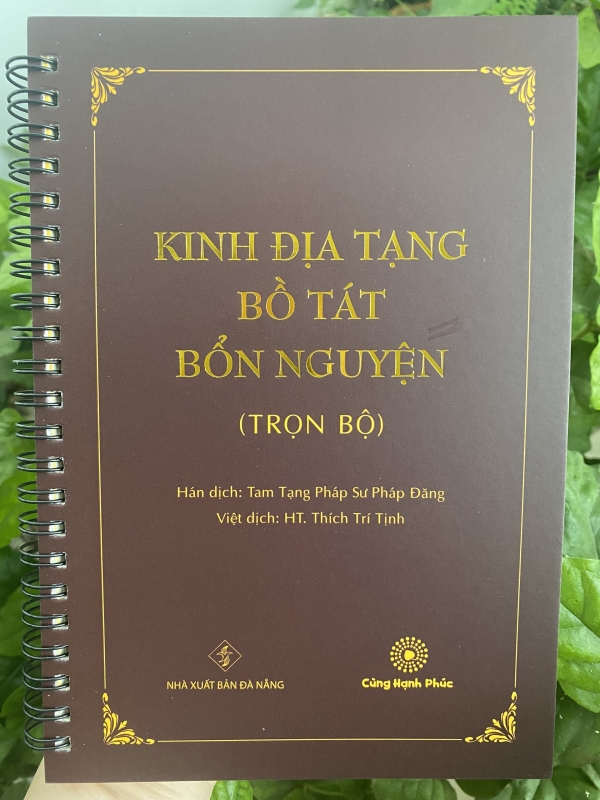 KINH ĐỊA TẠNG
BỒ TÁT
BỔN NGUYỆN
(TRỌN BỘ)
Hán dịch: Tam Tạng Pháp Sư Pháp Đăng
Việt dịch: HT. Thích Trí Tịnh
NHÀ XUẤT BẢN ĐÀ NẴNG
Cùng Hạnh Phúc